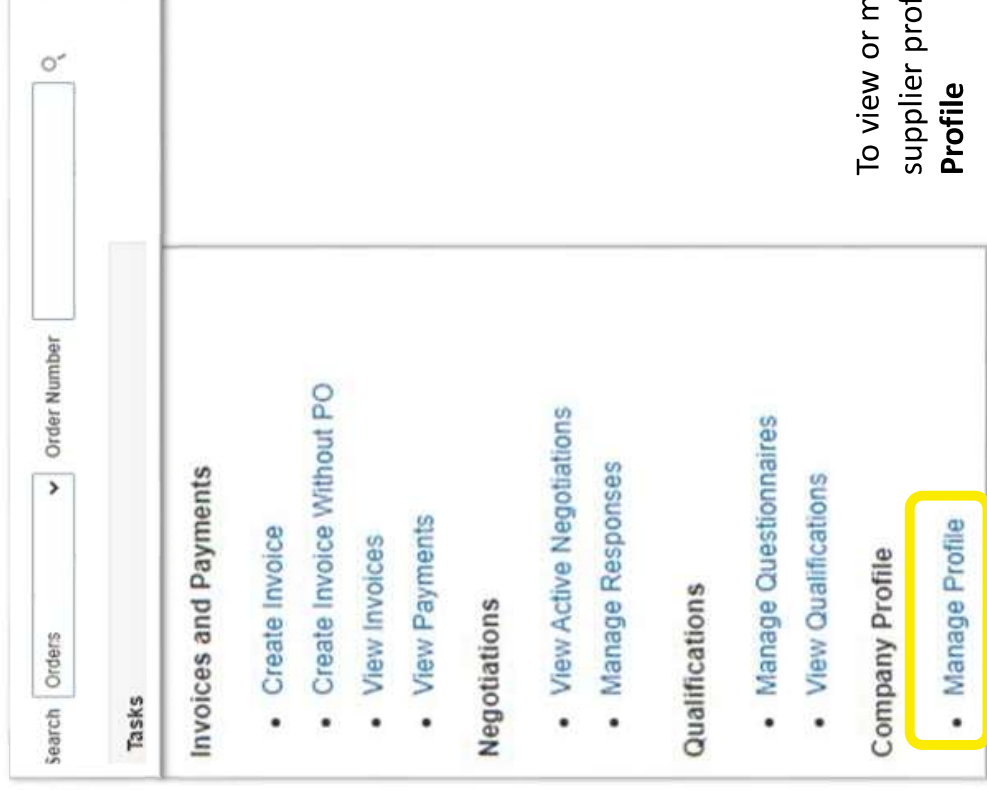 Search Orders Order Number
Tasks
Invoices and Payments
• Create Invoice
• Create Invoice Without PO
• View Invoices
• View Payments
Negotiations
• View Active Negotiations
• Manage Responses
Qualifications
• Manage Questionnaires
• View Qualifications
Company Profile
• Manage Profile
To view or m
supplier prof
Profile